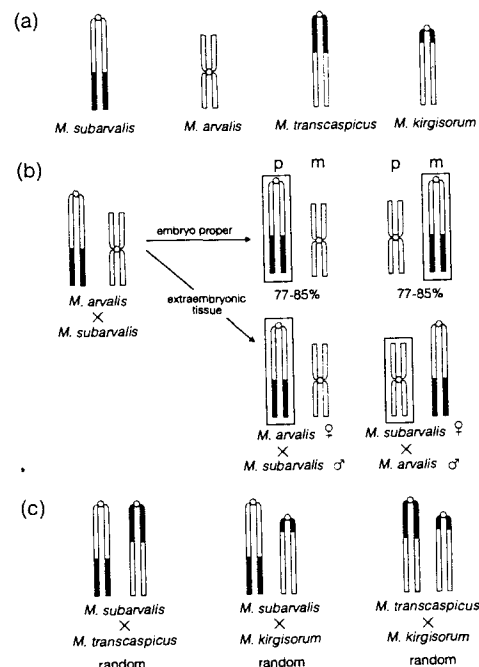 (a)
M. subarvalis
M. arvalis
M. transcaspicus
M. kirgisorum
(b)
p m p m
embryo proper
M. arvalis
×
M. subarvalis
77-85% 77-85%
extraembryonic
tissue
M. arvalis ♀
×
M. subarvalis ♂
M. subarvalis ♀
×
M. arvalis ♂
(c)
M. subarvalis
×
M. transcaspicus
random
M. subarvalis
×
M. kirgisorum
random
M. transcaspicus
×
M. kirgisorum
random